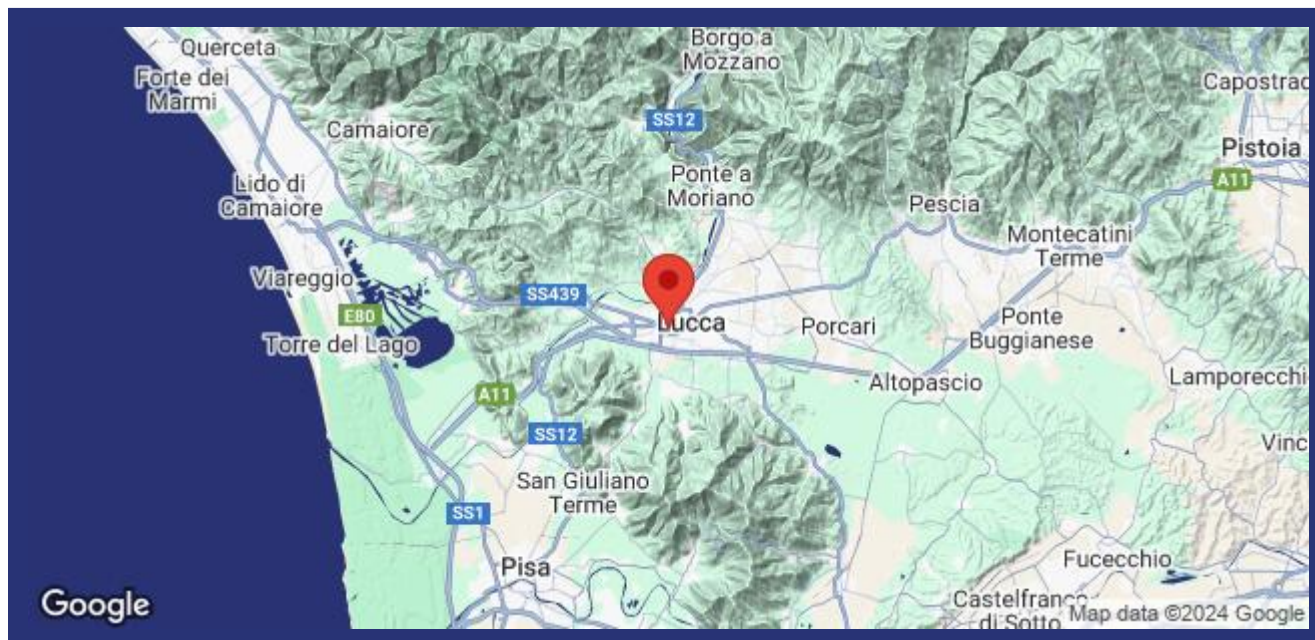 Querceta
Forte dei
Marmi
Borgo a
Mozzano
Capostrad
SS12
Camaiore
Pistoia
A11
Ponte a
Moriano
Lido di
Camaiore
Pescia
Montecatini
Terme
Viareggio
SS439
E80
Lucca
Porcari
Ponte
Buggianese
Torre del Lago
Altopascio
Lamporecchi
A11
SS12
Vinc
San Giuliano
Terme
SS1
Pisa
Fucecchio
Castelfranco
di Sotto
Google
Map data ©2024 Google